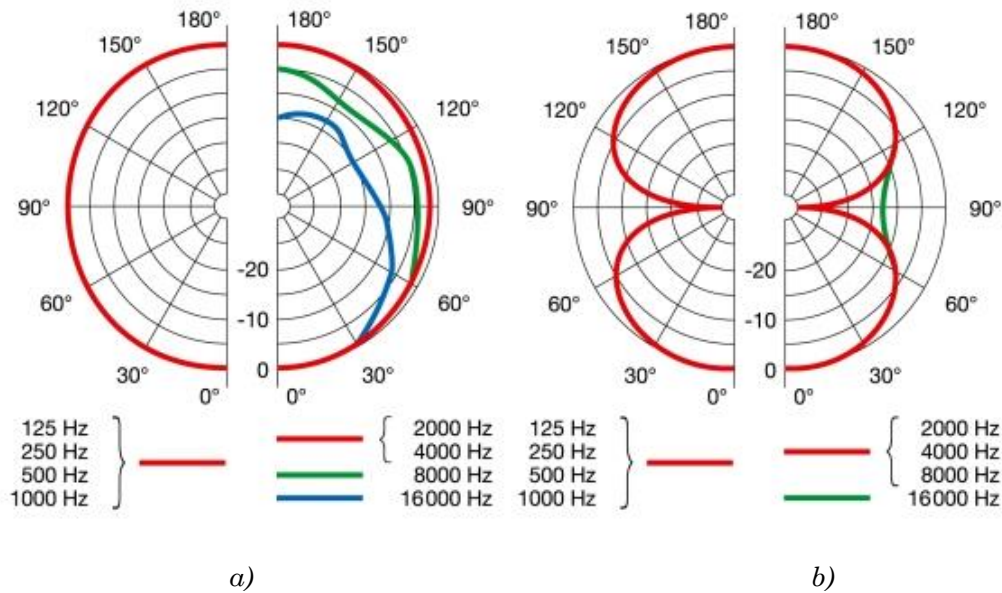 180° 180° 180° 180°
150° 150° 150° 150°
120° 120° 120° 120°
90° 90° 90° 90°
-20 -20
60° 60° 60° 60°
-10 -10
0 0
30° 30° 30° 30°
0° 0° 0° 0°
125 Hz 2000 Hz 125 Hz 2000 Hz
250 Hz 4000 Hz 250 Hz 4000 Hz
500 Hz 8000 Hz 500 Hz 8000 Hz
1000 Hz 16000 Hz 1000 Hz 16000 Hz
a) b)